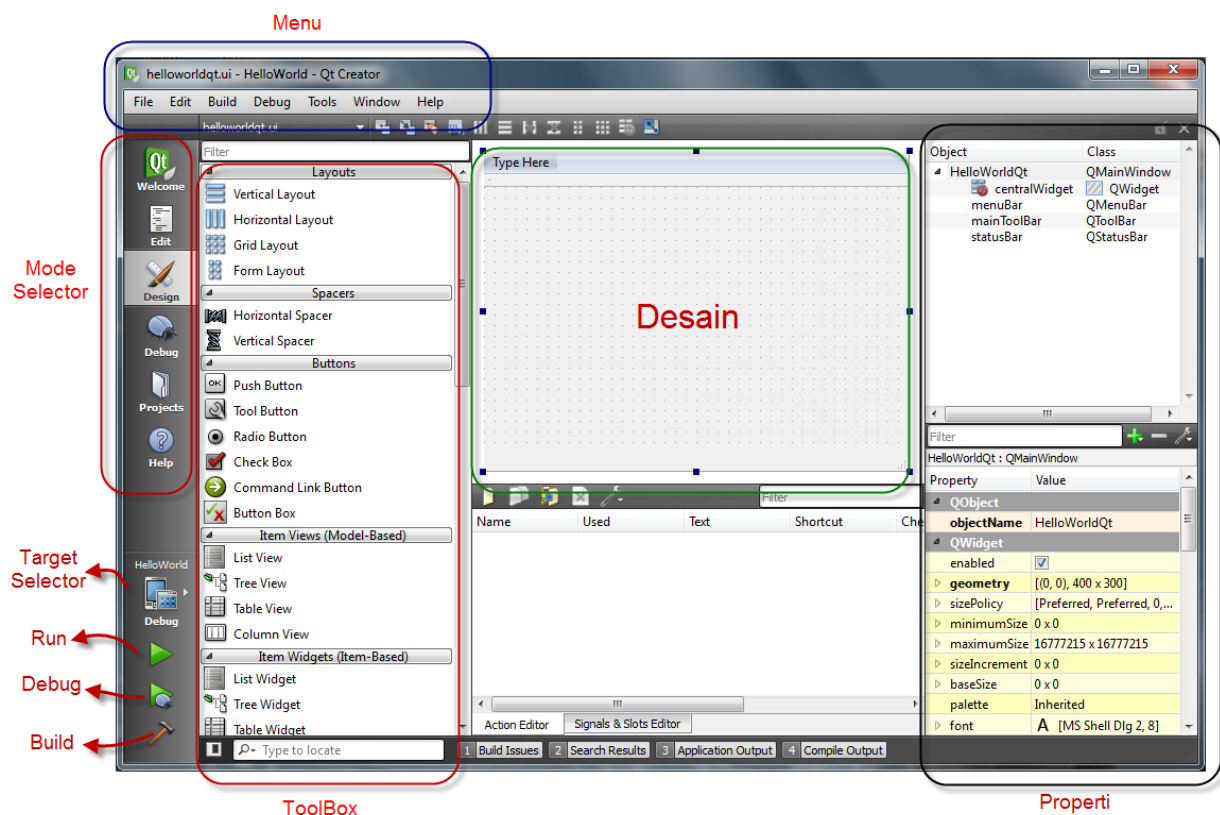 Menu
helloworldqt.ui - HelloWorld - Qt Creator
File Edit Build Debug Tools Window Help
helloworldqt.ui
Mode Selector
Qt
Welcome
Edit
Design
Debug
Projects
Help
Target Selector
HelloWorld
Debug
Run
Debug
Build
Filter
Layouts
Vertical Layout
Horizontal Layout
Grid Layout
Form Layout
Spacers
Horizontal Spacer
Vertical Spacer
Buttons
OK Push Button
Tool Button
Radio Button
Check Box
Command Link Button
Button Box
Item Views (Model-Based)
List View
Tree View
Table View
Column View
Item Widgets (Item-Based)
List Widget
Tree Widget
Table Widget
Type to locate
ToolBox
Type Here
Desain
Filter
Name Used Text Shortcut Che
Action Editor Signals & Slots Editor
1 Build Issues 2 Search Results 3 Application Output 4 Compile Output
Object Class
HelloWorldQt QMainWindow
centralWidget QWidget
menuBar QMenuBar
mainToolBar QToolBar
statusBar QStatusBar
Filter
HelloWorldQt : QMainWindow
Property Value
QObject
objectName HelloWorldQt
QWidget
enabled
geometry [(0, 0), 400 x 300]
sizePolicy [Preferred, Preferred, 0,...
minimumSize 0 x 0
maximumSize 16777215 x 16777215
sizeIncrement 0 x 0
baseSize 0 x 0
palette Inherited
font A [MS Shell Dlg 2, 8]
Properti